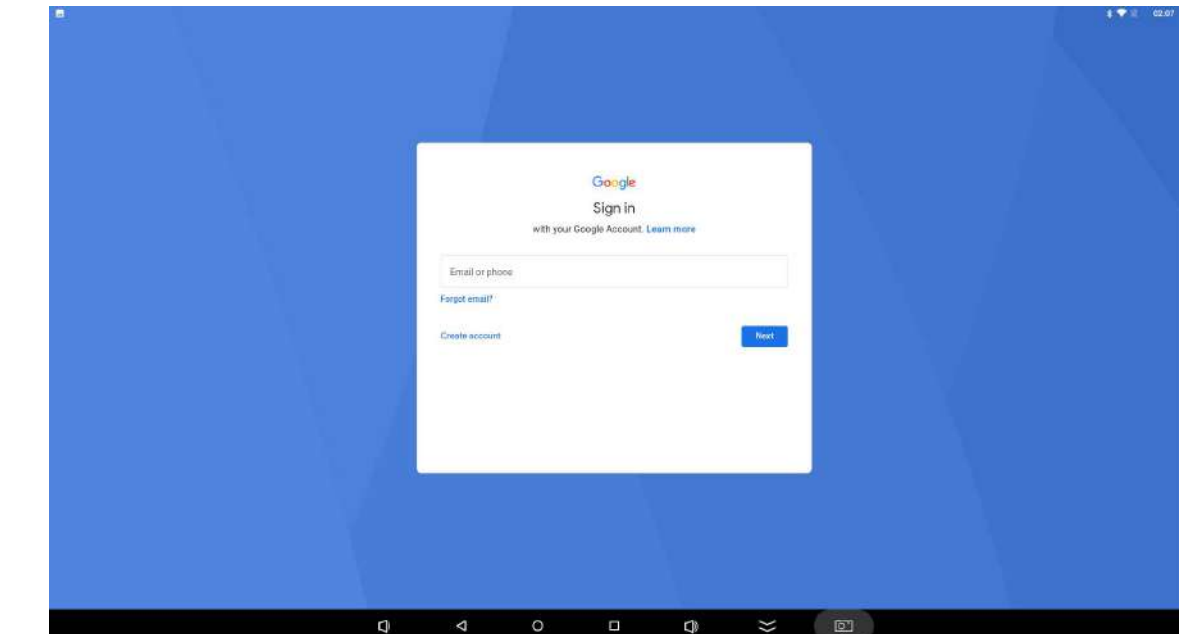 02:07
Google
Sign in
with your Google Account. Learn more
Email or phone
Forgot email?
Create account
Next